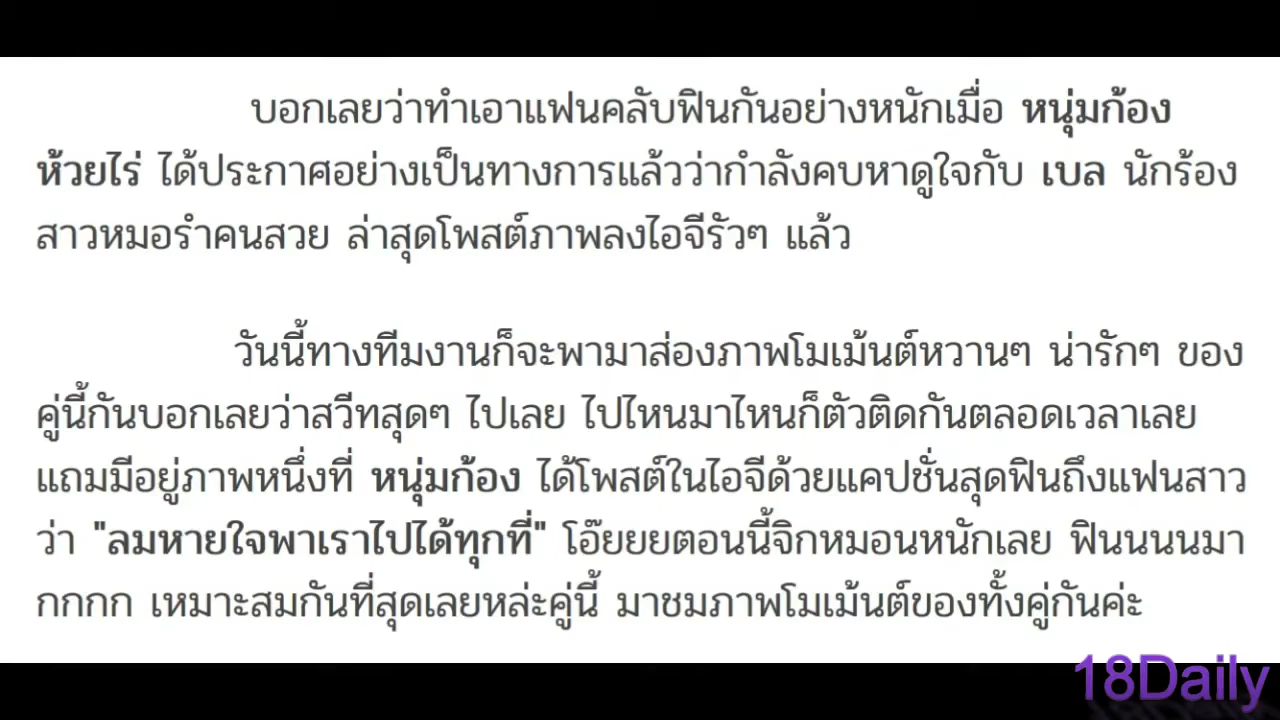 บอกเลยว่าทำเอาแฟนคลับฟินกันอย่างหนักเมื่อ หนุ่มก้อง
ห้วยไร่ ได้ประกาศอย่างเป็นทางการแล้วว่ากำลังคบหาดูใจกับ เบล นักร้อง
สาวหมอรำคนสวย ล่าสุดโพสต์ภาพลงไอจีรัวๆ แล้ว
วันนี้ทางทีมงานก็จะพามาส่องภาพโมเม้นต์หวานๆ น่ารักๆ ของ
คู่นี้กันบอกเลยว่าสวีทสุดๆ ไปเลย ไปไหนมาไหนก็ตัวติดกันตลอดเวลาเลย
แถมมีอยู่ภาพหนึ่งที่ หนุ่มก้อง ได้โพสต์ในไอจีด้วยแคปชั่นสุดฟินถึงแฟนสาว
ว่า "ลมหายใจพาเราไปได้ทุกที่" โอ๊ยยยตอนนี้จิกหมอนหนักเลย ฟินนนนมา
กกกก เหมาะสมกันที่สุดเลยหล่ะคู่นี้ มาชมภาพโมเม้นต์ของทั้งคู่กันค่ะ
18Daily